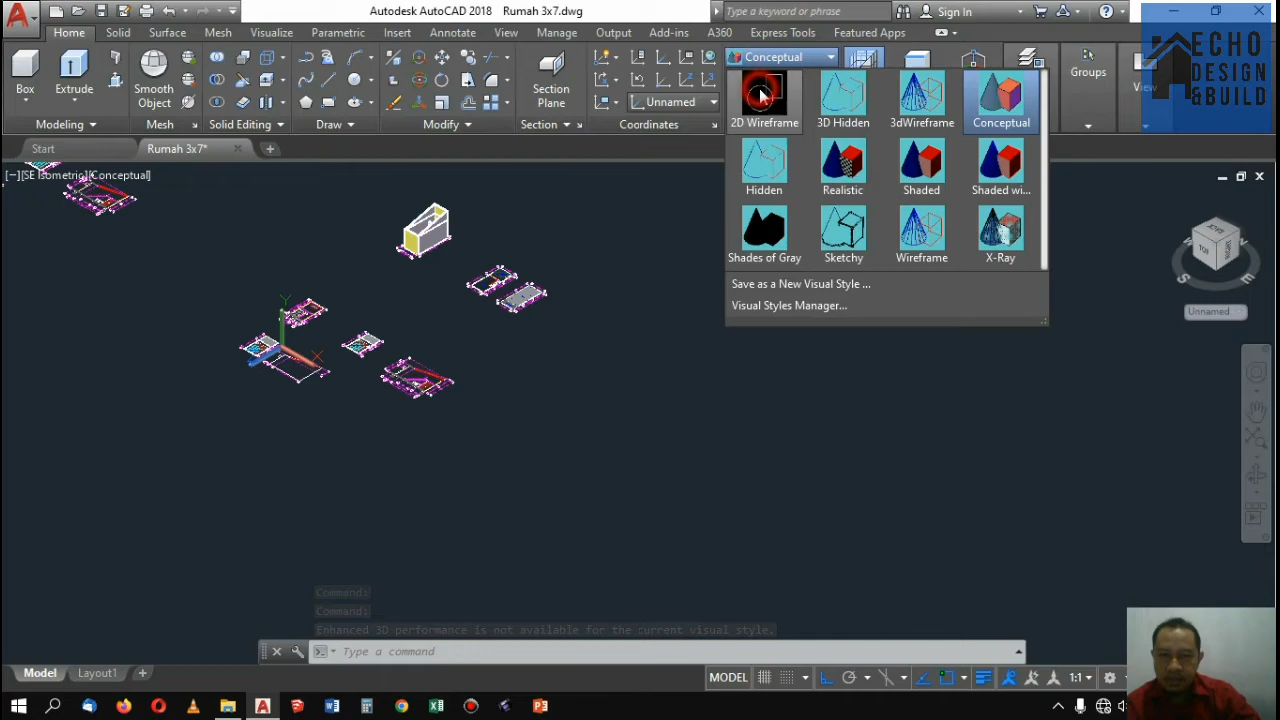 Autodesk AutoCAD 2018 Rumah 3x7.dwg
Type a keyword or phrase
Sign In
Home Solid Surface Mesh Visualize Parametric Insert Annotate View Manage Output Add-ins A360 Express Tools Featured Apps
Box
Extrude
Smooth
Object
Section
Plane
Unnamed
Conceptual
Groups
View
Modeling
Mesh
Solid Editing
Draw
Modify
Section
Coordinates
ECHO
DESIGN
&BUILD
2D Wireframe 3D Hidden 3dWireframe Conceptual
Hidden Realistic Shaded Shaded wi...
Shades of Gray Sketchy Wireframe X-Ray
Save as a New Visual Style ...
Visual Styles Manager...
Start
Rumah 3x7*
[−][SE Isometric][Conceptual]
Y
X
W
S
E
TOP
BACK
RIGHT
Unnamed
Command:
Command:
Enhanced 3D performance is not available for the current visual style.
Type a command
Model Layout1
MODEL
1:1